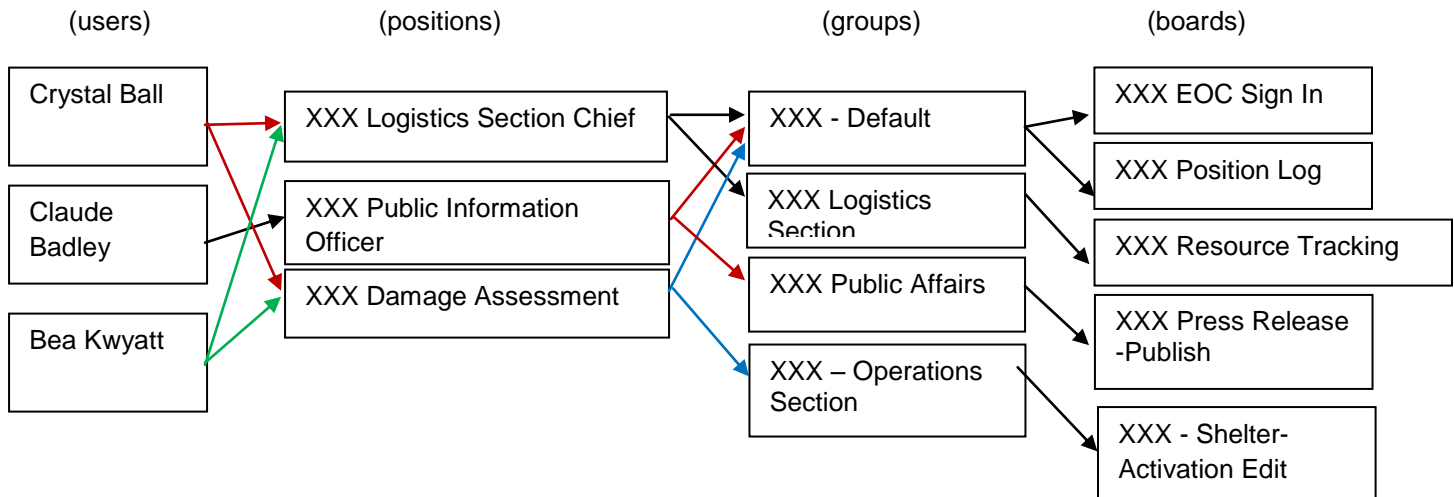 (users)
(positions)
(groups)
(boards)
Crystal Ball
Claude
Badley
Bea Kwyatt
XXX Logistics Section Chief
XXX Public Information
Officer
XXX Damage Assessment
XXX - Default
XXX Logistics
Section
XXX Public Affairs
XXX – Operations
Section
XXX EOC Sign In
XXX Position Log
XXX Resource Tracking
XXX Press Release
-Publish
XXX - Shelter-
Activation Edit